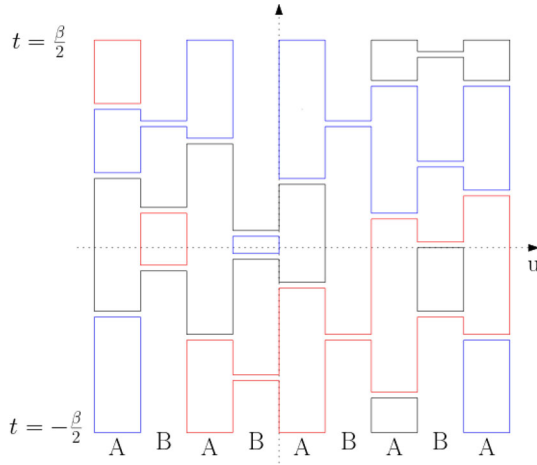 t = β/2
u
t = −β/2
A B A B A B A B A